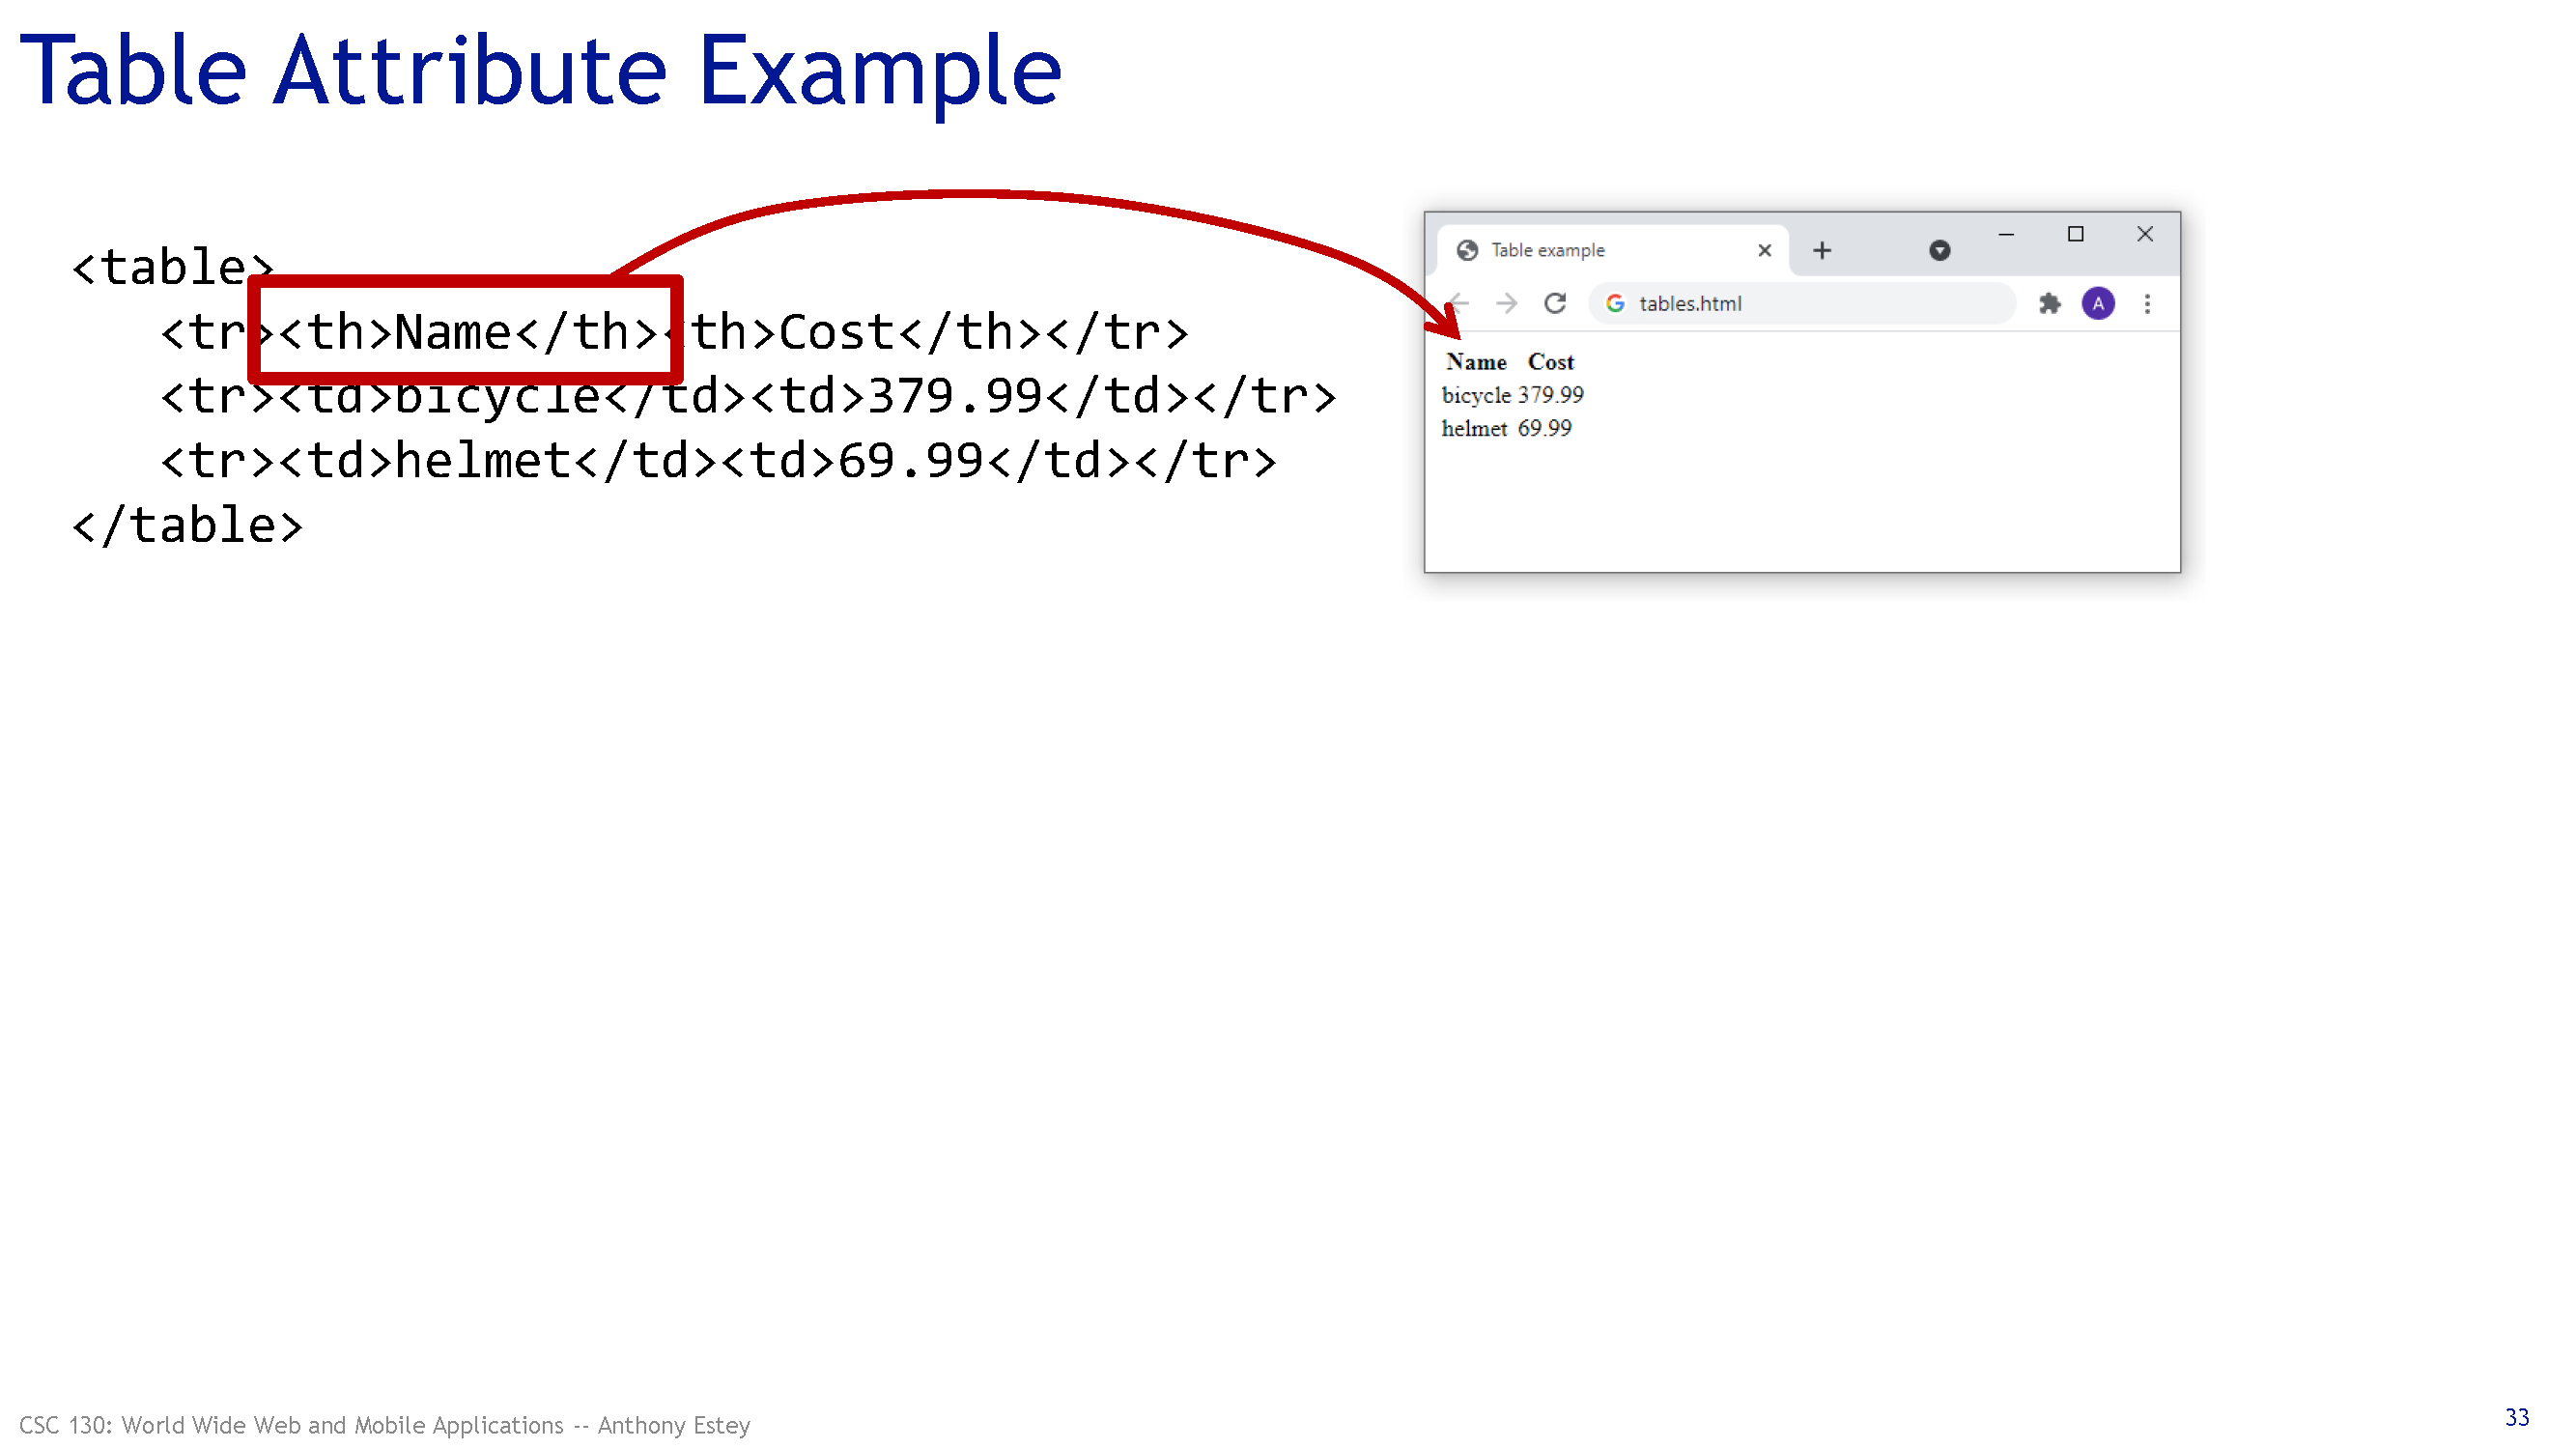 Table Attribute Example
<table>
<tr><th>Name</th><th>Cost</th></tr>
<tr><td>bicycle</td><td>379.99</td></tr>
<tr><td>helmet</td><td>69.99</td></tr>
</table>
Table example
tables.html
A
Name Cost
bicycle 379.99
helmet 69.99
CSC 130: World Wide Web and Mobile Applications -- Anthony Estey
33